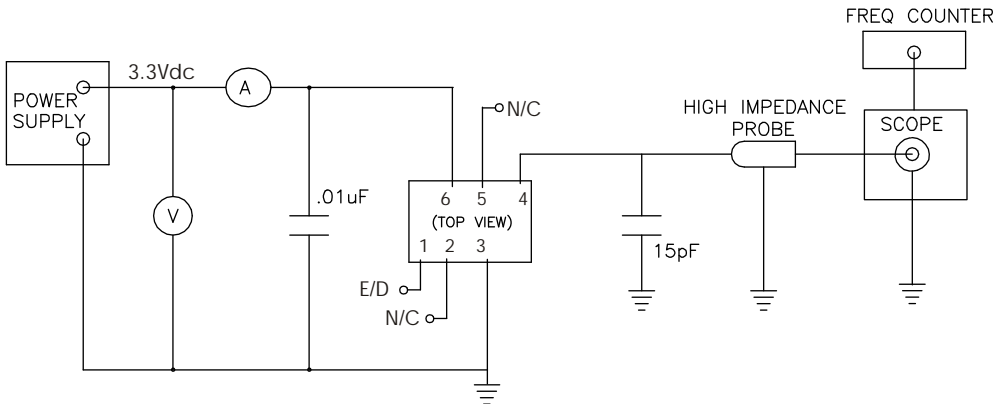 FREQ COUNTER
3.3Vdc
A
POWER
SUPPLY
N/C
HIGH IMPEDANCE
PROBE
SCOPE
.01uF
6 5 4
(TOP VIEW)
1 2 3
V
15pF
E/D
N/C